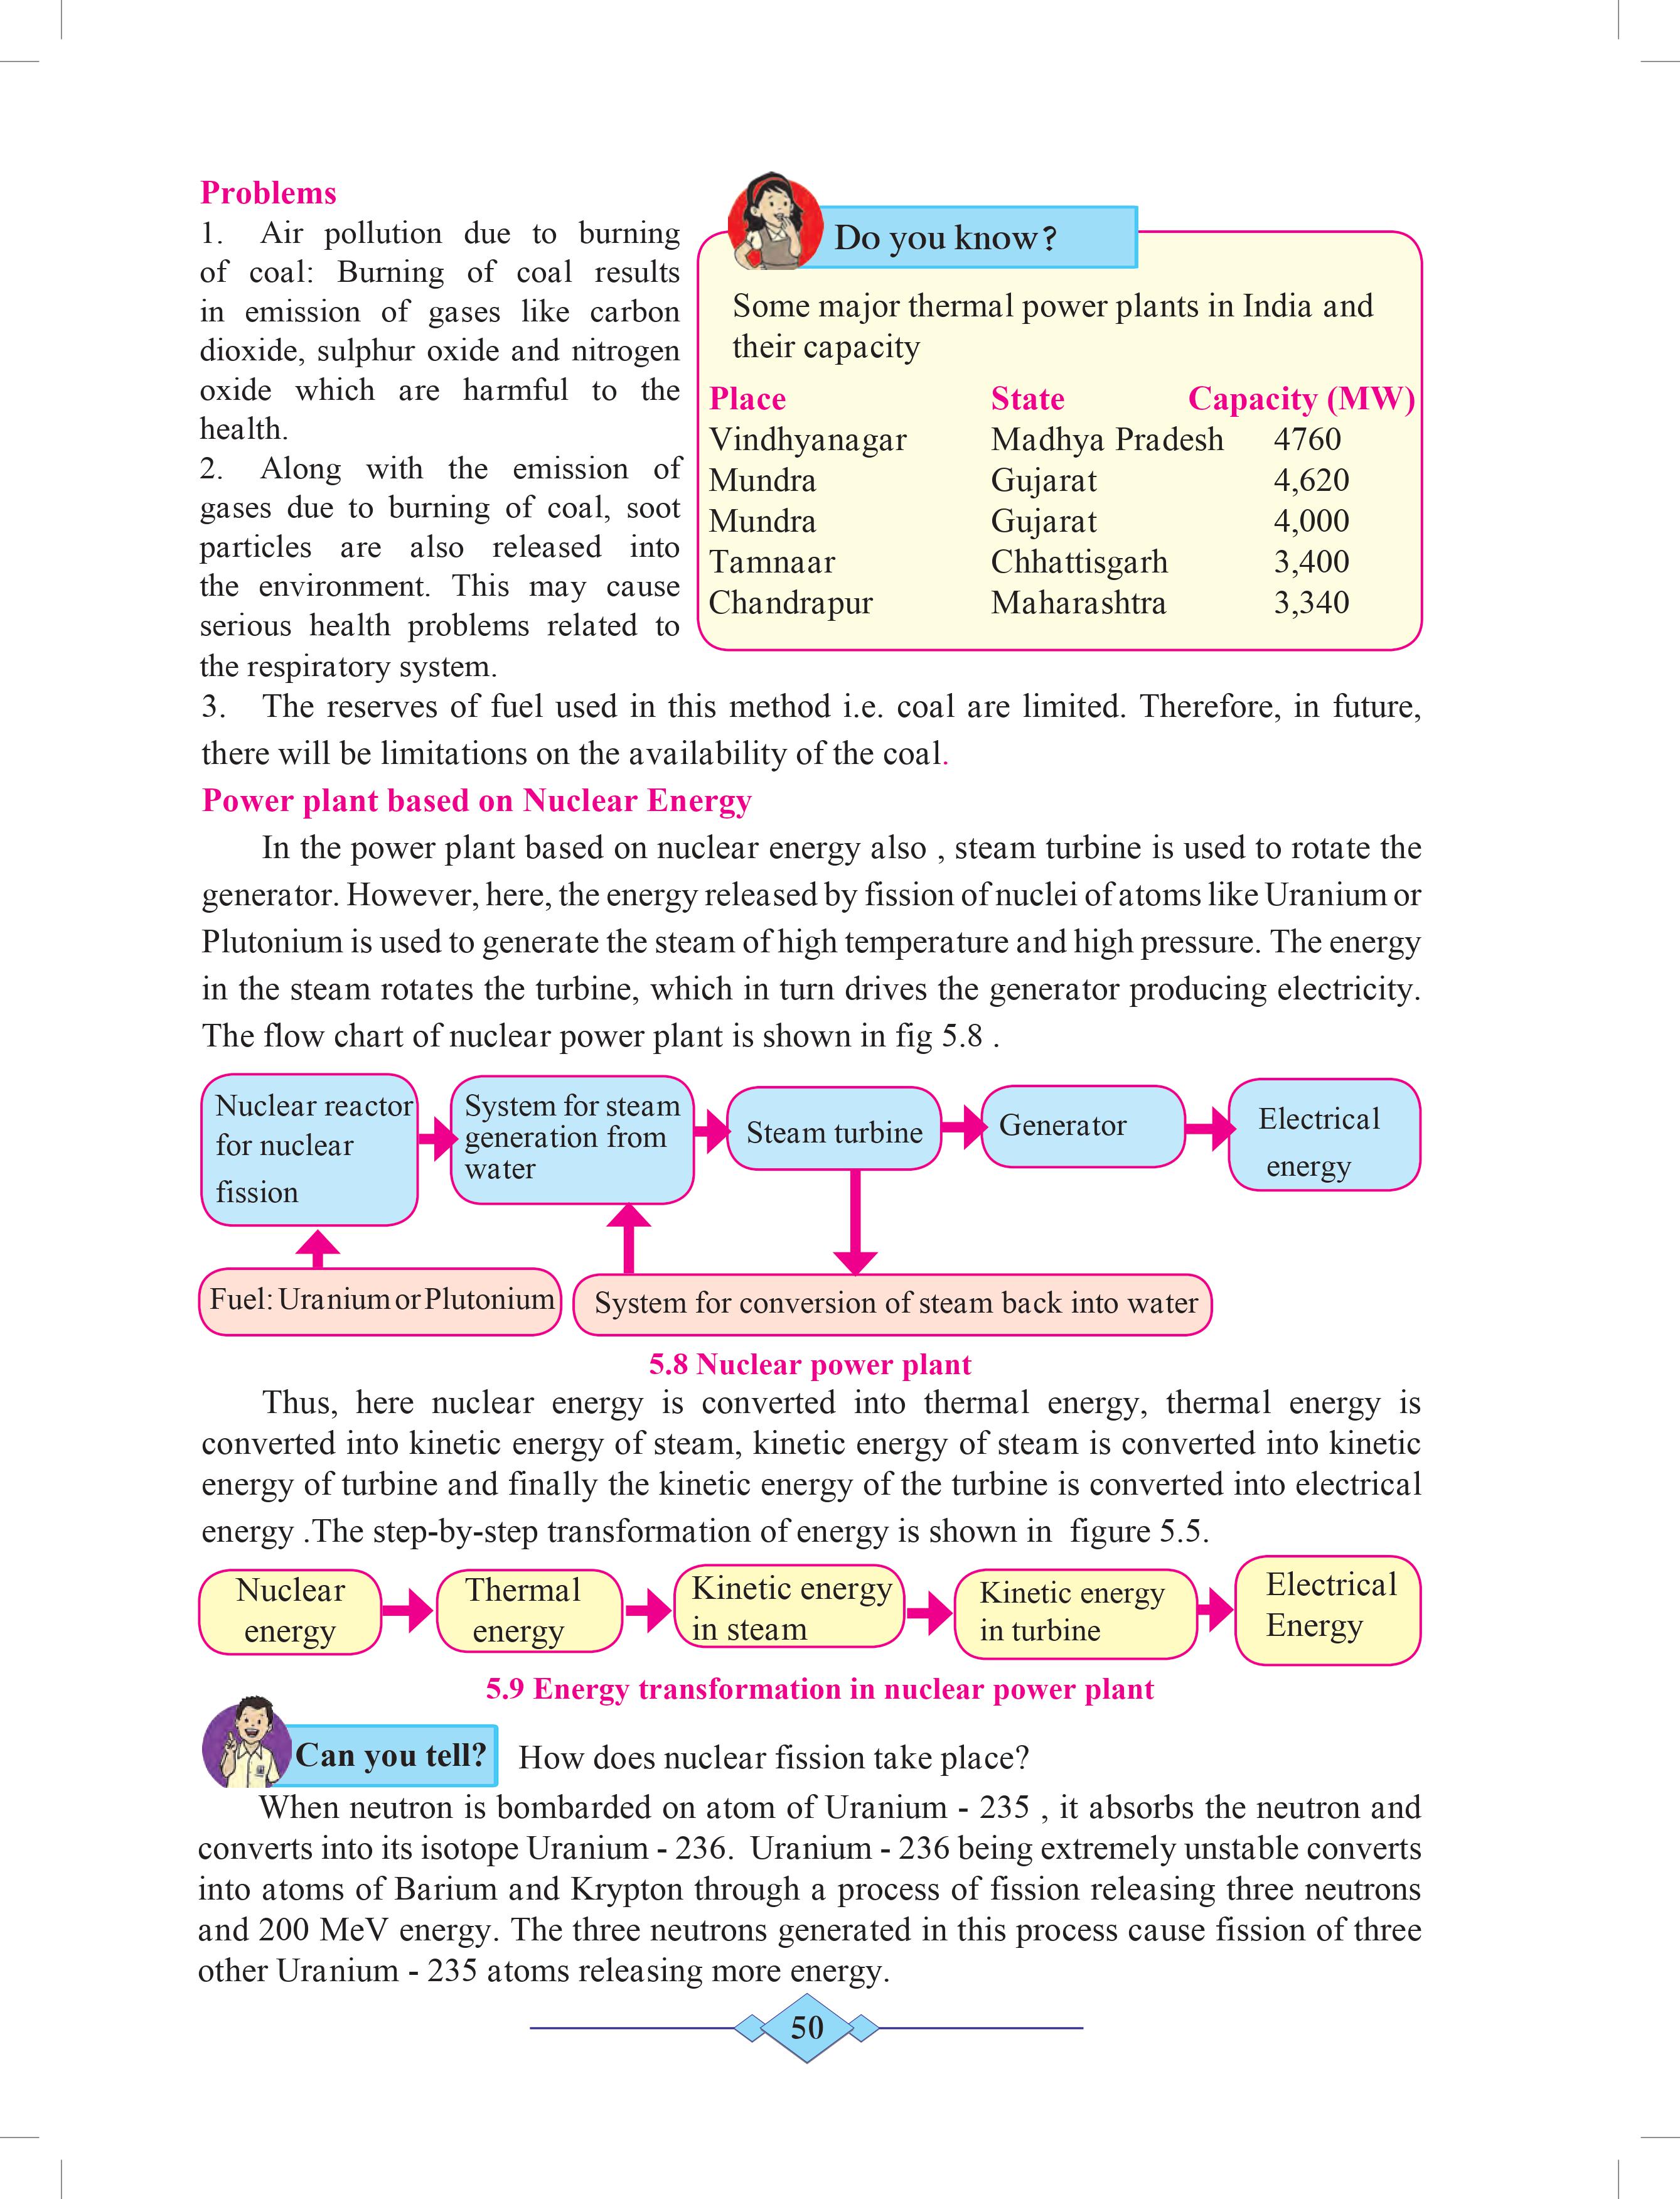 Problems
1. Air pollution due to burning
of coal: Burning of coal results
in emission of gases like carbon
dioxide, sulphur oxide and nitrogen
oxide which are harmful to the
health.
2. Along with the emission of
gases due to burning of coal, soot
particles are also released into
the environment. This may cause
serious health problems related to
the respiratory system.
Do you know?
Some major thermal power plants in India and
their capacity
Place State Capacity (MW)
Vindhyanagar Madhya Pradesh 4760
Mundra Gujarat 4,620
Mundra Gujarat 4,000
Tamnaar Chhattisgarh 3,400
Chandrapur Maharashtra 3,340
3. The reserves of fuel used in this method i.e. coal are limited. Therefore, in future,
there will be limitations on the availability of the coal.
Power plant based on Nuclear Energy
In the power plant based on nuclear energy also , steam turbine is used to rotate the
generator. However, here, the energy released by fission of nuclei of atoms like Uranium or
Plutonium is used to generate the steam of high temperature and high pressure. The energy
in the steam rotates the turbine, which in turn drives the generator producing electricity.
The flow chart of nuclear power plant is shown in fig 5.8 .
Nuclear reactor
for nuclear
fission
System for steam
generation from
water
Steam turbine
Generator
Electrical
energy
Fuel: Uranium or Plutonium
System for conversion of steam back into water
5.8 Nuclear power plant
Thus, here nuclear energy is converted into thermal energy, thermal energy is
converted into kinetic energy of steam, kinetic energy of steam is converted into kinetic
energy of turbine and finally the kinetic energy of the turbine is converted into electrical
energy .The step-by-step transformation of energy is shown in figure 5.5.
Nuclear
energy
Thermal
energy
Kinetic energy
in steam
Kinetic energy
in turbine
Electrical
Energy
5.9 Energy transformation in nuclear power plant
Can you tell? How does nuclear fission take place?
When neutron is bombarded on atom of Uranium - 235 , it absorbs the neutron and
converts into its isotope Uranium - 236. Uranium - 236 being extremely unstable converts
into atoms of Barium and Krypton through a process of fission releasing three neutrons
and 200 MeV energy. The three neutrons generated in this process cause fission of three
other Uranium - 235 atoms releasing more energy.
50